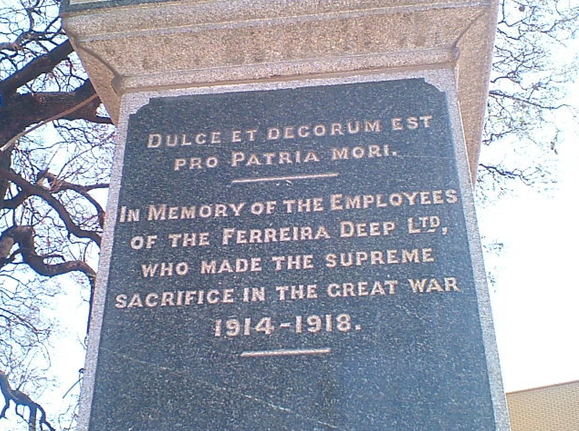 DULCE ET DECORUM EST
PRO PATRIA MORI.
IN MEMORY OF THE EMPLOYEES
OF THE FERREIRA DEEP LTD,
WHO MADE THE SUPREME
SACRIFICE IN THE GREAT WAR
1914-1918.